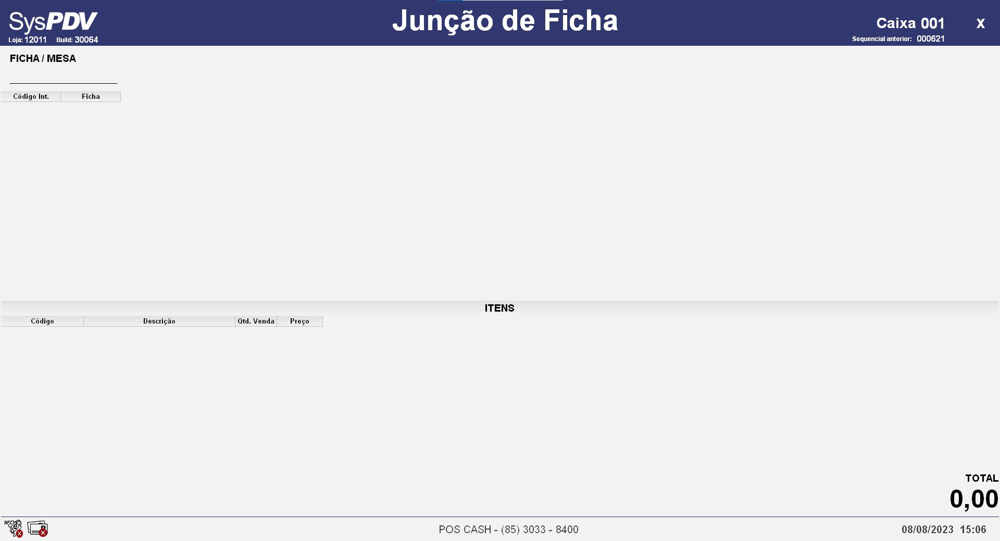 SysPDV
Loja: 12011 Build: 30064
Junção de Ficha
Caixa 001
X
Sequencial anterior: 000621
FICHA / MESA
Código Int. Ficha
ITENS
Código Descrição Qtd. Venda Preço
TOTAL
0,00
NFC e
POS CASH - (85) 3033 - 8400
08/08/2023 15:06